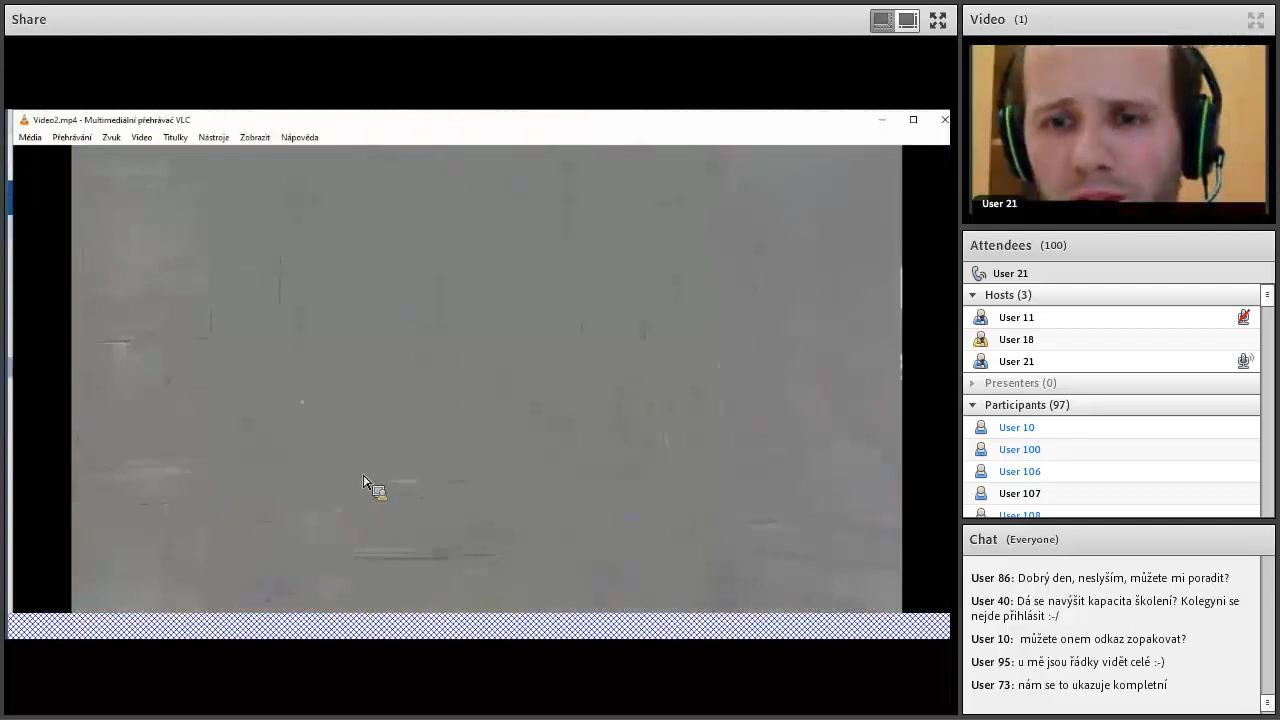 Share
Video2.mp4 - Multimediální přehrávač VLC
Média Přehrávání Zvuk Video Titulky Nástroje Zobrazit Nápověda
Video (1)
User 21
Attendees (100)
User 21
Hosts (3)
User 11
User 18
User 21
Presenters (0)
Participants (97)
User 10
User 100
User 106
User 107
User 108
Chat (Everyone)
User 86: Dobrý den, neslyším, můžete mi poradit?
User 40: Dá se navýšit kapacita školení? Kolegyni se
nejde přihlásit :-/
User 10: můžete onem odkaz zopakovat?
User 95: u mě jsou řádky vidět celé :-)
User 73: nám se to ukazuje kompletní